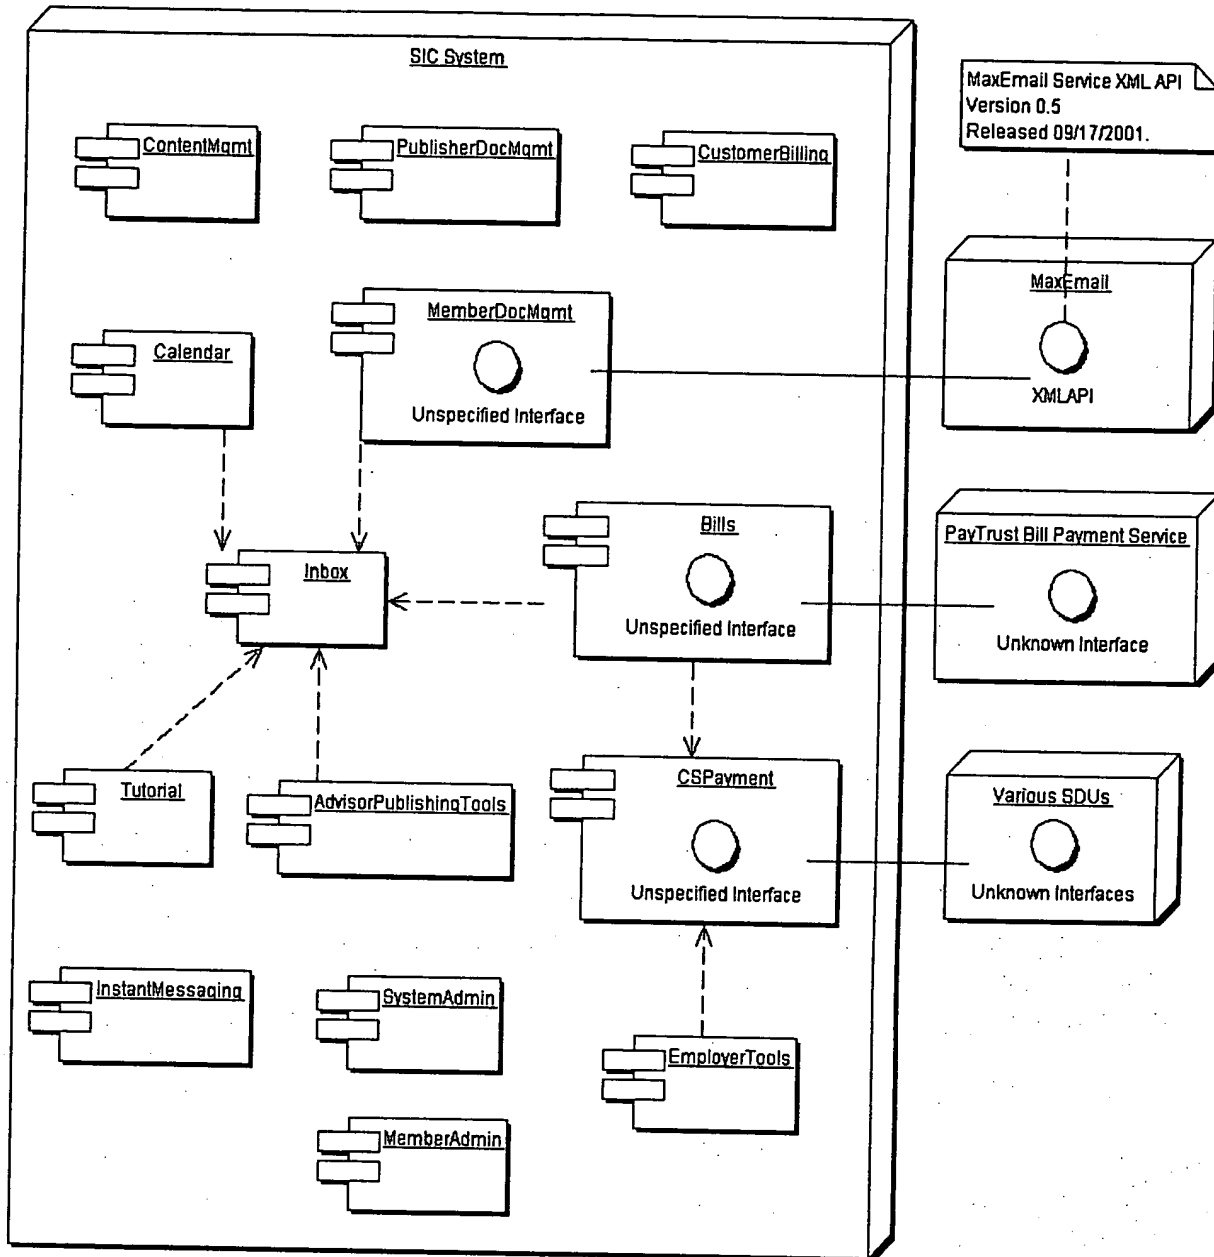 SIC System
MaxEmail Service XML API
Version 0.5
Released 09/17/2001.
ContentMgmt
PublisherDocMgmt
CustomerBilling
MaxEmail
XMLAPI
MemberDocMgmt
Unspecified Interface
Calendar
Inbox
Bills
Unspecified Interface
PayTrust Bill Payment Service
Unknown Interface
Tutorial
AdvisorPublishingTools
CSPayment
Unspecified Interface
Various SDUs
Unknown Interfaces
InstantMessaging
SystemAdmin
EmployerTools
MemberAdmin